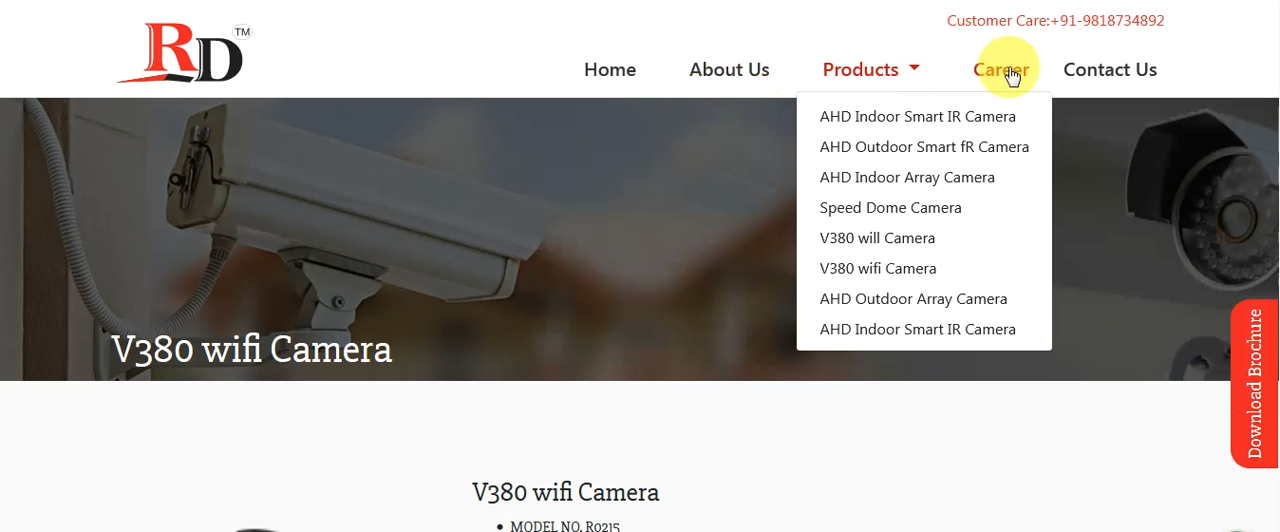 RD TM
Customer Care:+91-9818734892
Home About Us Products Career Contact Us
AHD Indoor Smart IR Camera
AHD Outdoor Smart fR Camera
AHD Indoor Array Camera
Speed Dome Camera
V380 will Camera
V380 wifi Camera
AHD Outdoor Array Camera
AHD Indoor Smart IR Camera
V380 wifi Camera
Download Brochure
V380 wifi Camera
• MODEL NO. R0215